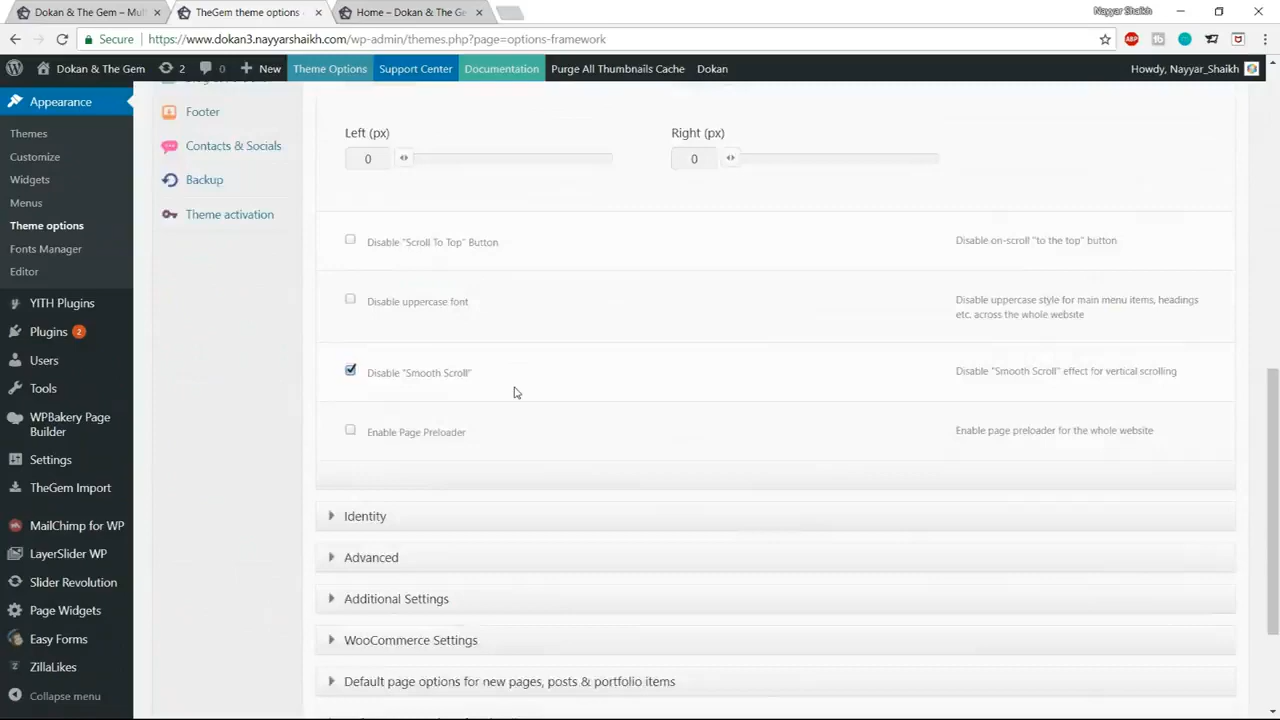 Dokan & The Gem – Mul
TheGem theme options
Home – Dokan & The Ge
Nayyar Shaikh
Secure
https://www.dokan3.nayyarshaikh.com/wp-admin/themes.php?page=options-framework
Dokan & The Gem
2
0
New
Theme Options
Support Center
Documentation
Purge All Thumbnails Cache
Dokan
Howdy, Nayyar_Shaikh
Appearance
Themes
Customize
Widgets
Menus
Theme options
Fonts Manager
Editor
YITH Plugins
Plugins 2
Users
Tools
WPBakery Page
Builder
Settings
TheGem Import
MailChimp for WP
LayerSlider WP
Slider Revolution
Page Widgets
Easy Forms
ZillaLikes
Collapse menu
Footer
Contacts & Socials
Backup
Theme activation
Left (px)
Right (px)
0
0
Disable "Scroll To Top" Button
Disable on-scroll "to the top" button
Disable uppercase font
Disable uppercase style for main menu items, headings
etc. across the whole website
Disable "Smooth Scroll"
Disable "Smooth Scroll" effect for vertical scrolling
Enable Page Preloader
Enable page preloader for the whole website
Identity
Advanced
Additional Settings
WooCommerce Settings
Default page options for new pages, posts & portfolio items